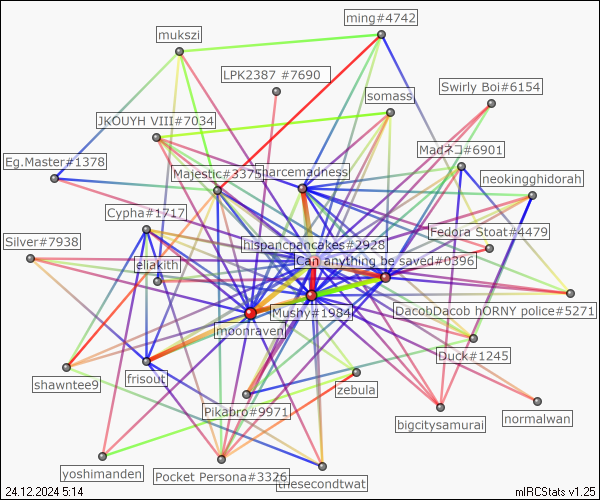 ming#4742
mukszi
LPK2387 #7690
Swirly Boi#6154
somass
JKOUYH VIII#7034
Eg.Master#1378
Majestic#3375
narcemadness
Madネコ#6901
neokingghidorah
Cypha#1717
Silver#7938
hispancpancakes#2928
Fedora Stoat#4479
eliakith
Can anything be saved#0396
Mushy#1984
DacobDacob hORNY police#5271
moonraven
Duck#1245
shawntee9
frisout
zebula
Pikabro#9971
bigcitysamurai
normalwan
yoshimanden
Pocket Persona#3326
thesecondtwat
24.12.2024 5:14
mIRCStats v1.25